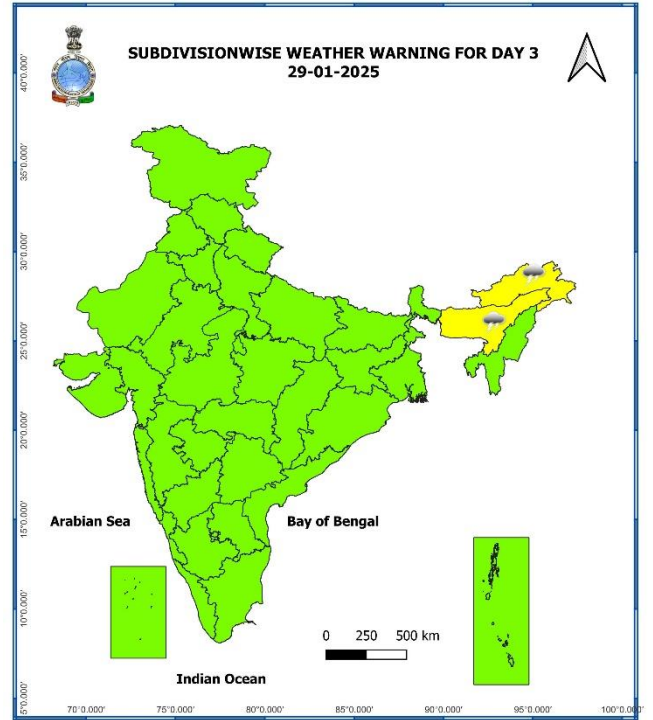 SUBDIVISIONWISE WEATHER WARNING FOR DAY 3
29-01-2025
40°0.000'
35°0.000'
30°0.000'
25°0.000'
20°0.000'
15°0.000'
10°0.000'
5°0.000'
Arabian Sea
Bay of Bengal
0 250 500 km
Indian Ocean
70°0.000' 75°0.000' 80°0.000' 85°0.000' 90°0.000' 95°0.000' 100°0.000'